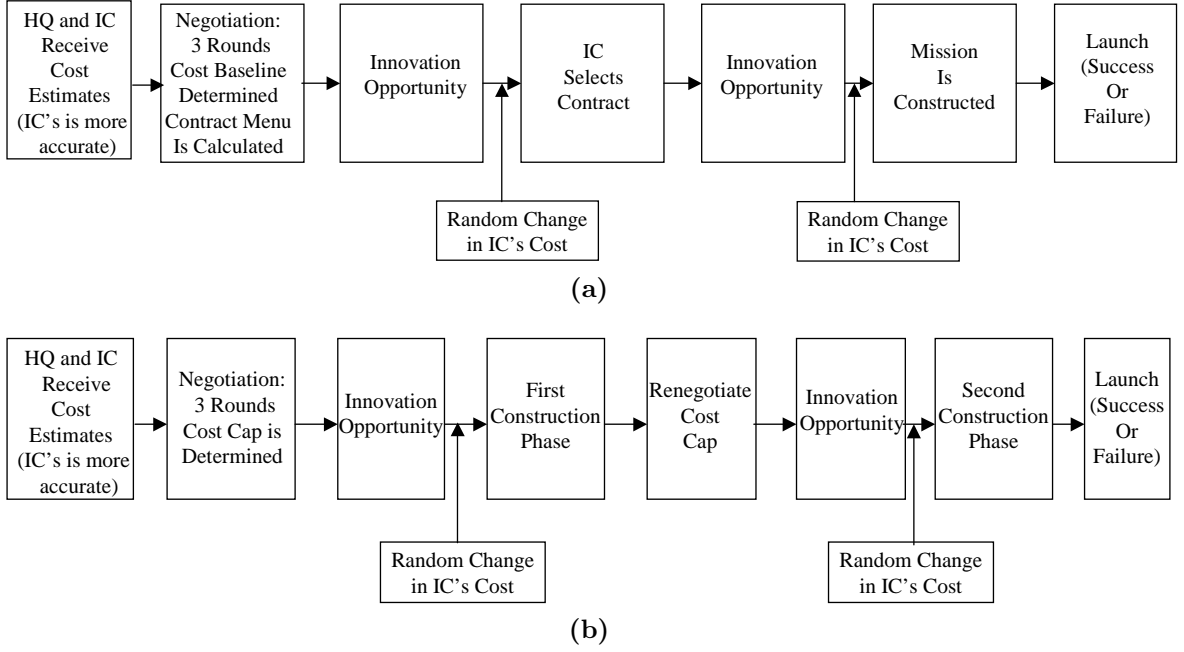 HQ and IC
Receive
Cost
Estimates
(IC's is more
accurate)
Negotiation:
3 Rounds
Cost Baseline
Determined
Contract Menu
Is Calculated
Innovation
Opportunity
IC
Selects
Contract
Innovation
Opportunity
Mission
Is
Constructed
Launch
(Success
Or
Failure)
Random Change
in IC's Cost
Random Change
in IC's Cost
(a)
HQ and IC
Receive
Cost
Estimates
(IC's is more
accurate)
Negotiation:
3 Rounds
Cost Cap is
Determined
Innovation
Opportunity
First
Construction
Phase
Renegotiate
Cost
Cap
Innovation
Opportunity
Second
Construction
Phase
Launch
(Success
Or
Failure)
Random Change
in IC's Cost
Random Change
in IC's Cost
(b)